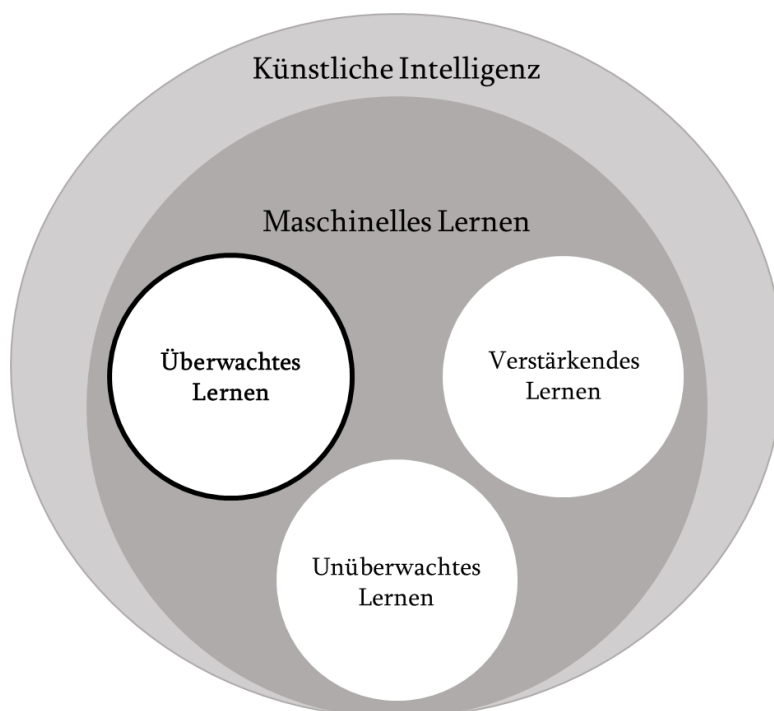 Künstliche Intelligenz
Maschinelles Lernen
Überwachtes
Lernen
Verstärkendes
Lernen
Unüberwachtes
Lernen